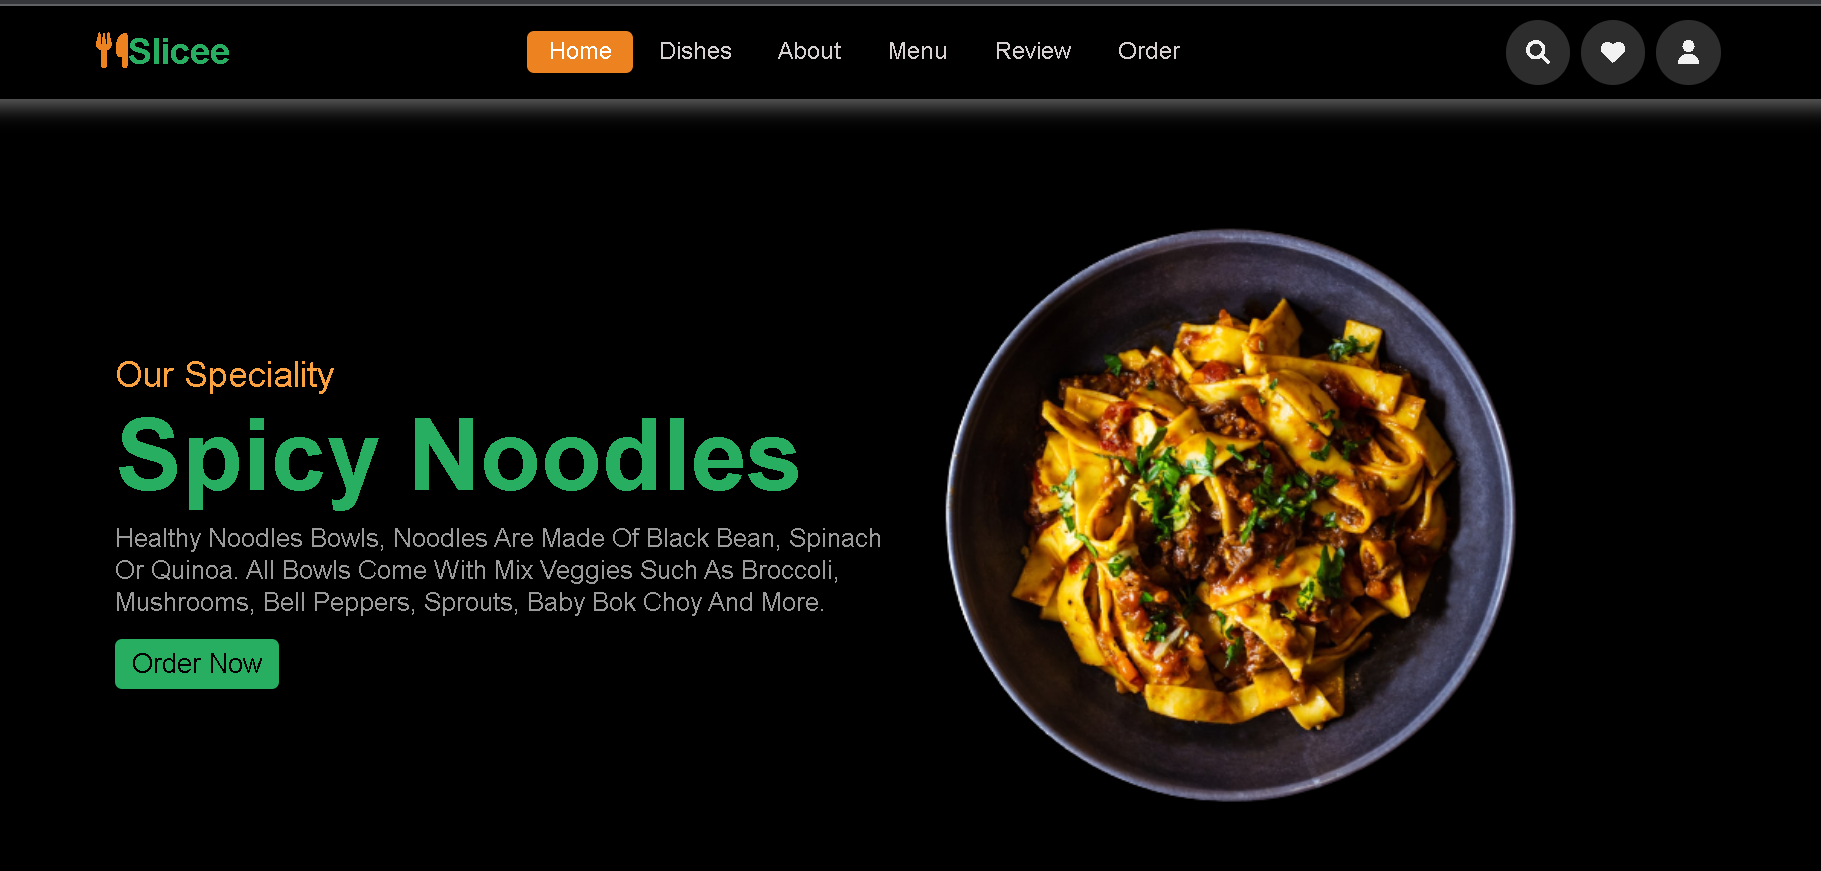 Slicee
Home Dishes About Menu Review Order
Our Speciality
Spicy Noodles
Healthy Noodles Bowls, Noodles Are Made Of Black Bean, Spinach
Or Quinoa. All Bowls Come With Mix Veggies Such As Broccoli,
Mushrooms, Bell Peppers, Sprouts, Baby Bok Choy And More.
Order Now